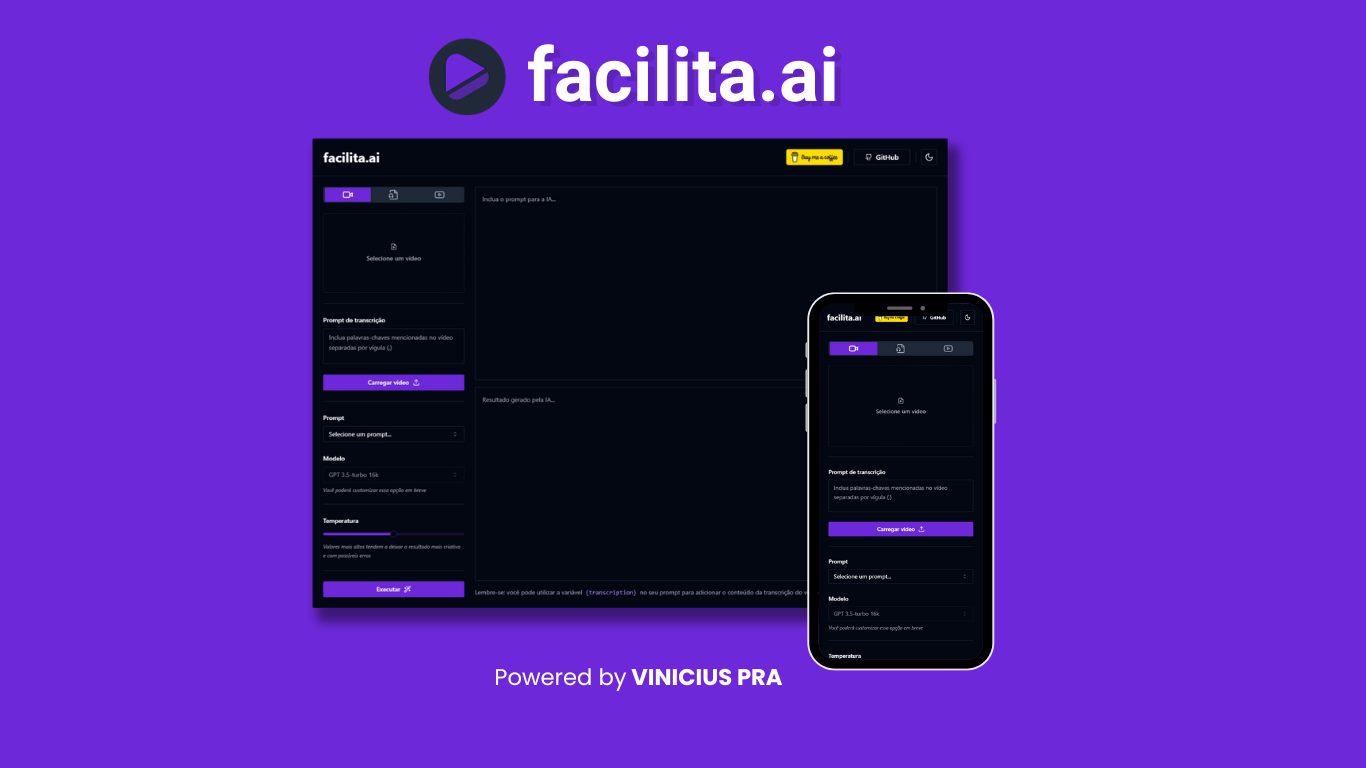 facilita.ai
facilita.ai
Buy me a coffee
GitHub
Selecione um vídeo
Prompt de transcrição
Inclua palavras-chaves mencionadas no vídeo
separadas por vígula (,)
Carregar vídeo
Prompt
Selecione um prompt...
Modelo
GPT 3.5-turbo 16k
Você poderá customizar essa opção em breve
Temperatura
Valores mais altos tendem a deixar o resultado mais criativo
e com possíveis erros
Executar
Inclua o prompt para a IA...
Resultado gerado pela IA...
Lembre-se: você pode utilizar a variável {transcription} no seu prompt para adicionar o conteúdo da transcrição do
facilita.ai
GitHub
Selecione um vídeo
Prompt de transcrição
Inclua palavras-chaves mencionadas no vídeo
separadas por vígula (,)
Carregar vídeo
Prompt
Selecione um prompt...
Modelo
GPT 3.5-turbo 16k
Você poderá customizar essa opção em breve
Temperatura
Powered by VINICIUS PRA